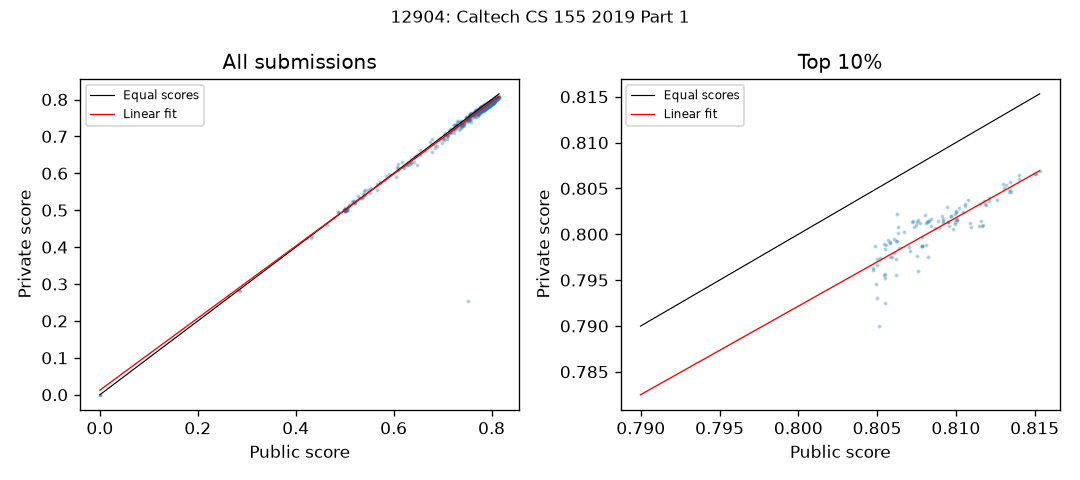 12904: Caltech CS 155 2019 Part 1
All submissions
Equal scores
Linear fit
Private score
0.8
0.7
0.6
0.5
0.4
0.3
0.2
0.1
0.0
0.0 0.2 0.4 0.6 0.8
Public score
Top 10%
Equal scores
Linear fit
Private score
0.815
0.810
0.805
0.800
0.795
0.790
0.785
0.790 0.795 0.800 0.805 0.810 0.815
Public score